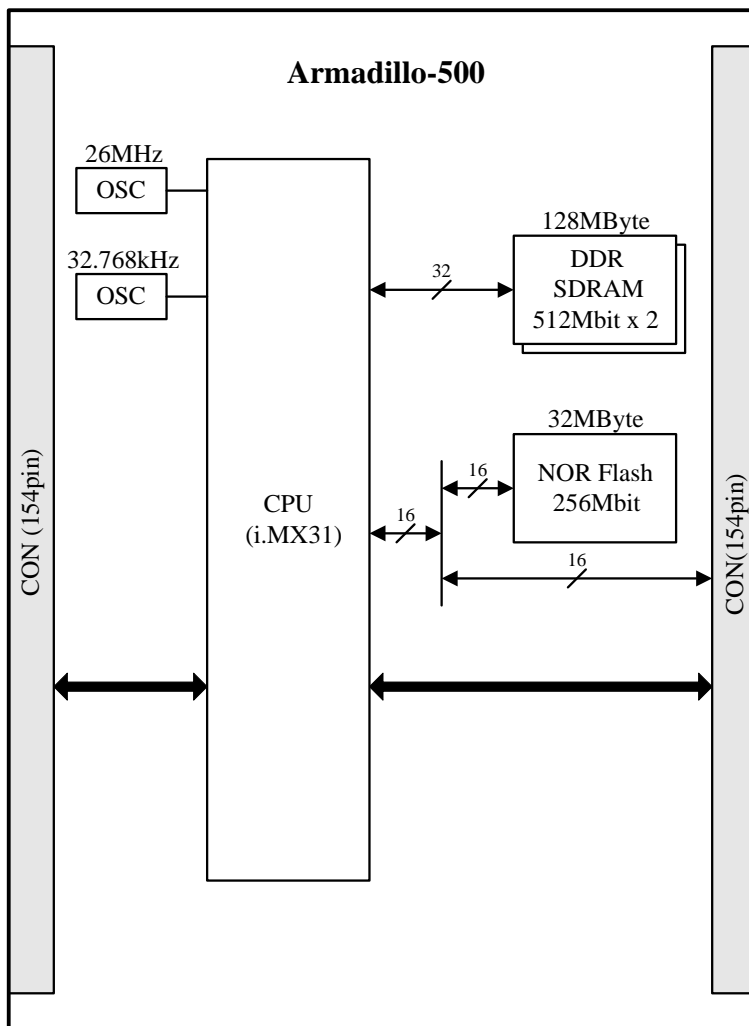 Armadillo-500
26MHz
OSC
32.768kHz
OSC
128MByte
DDR
SDRAM
512Mbit x 2
32
32MByte
NOR Flash
256Mbit
16
CPU
(i.MX31)
16
16
CON (154pin)
CON(154pin)